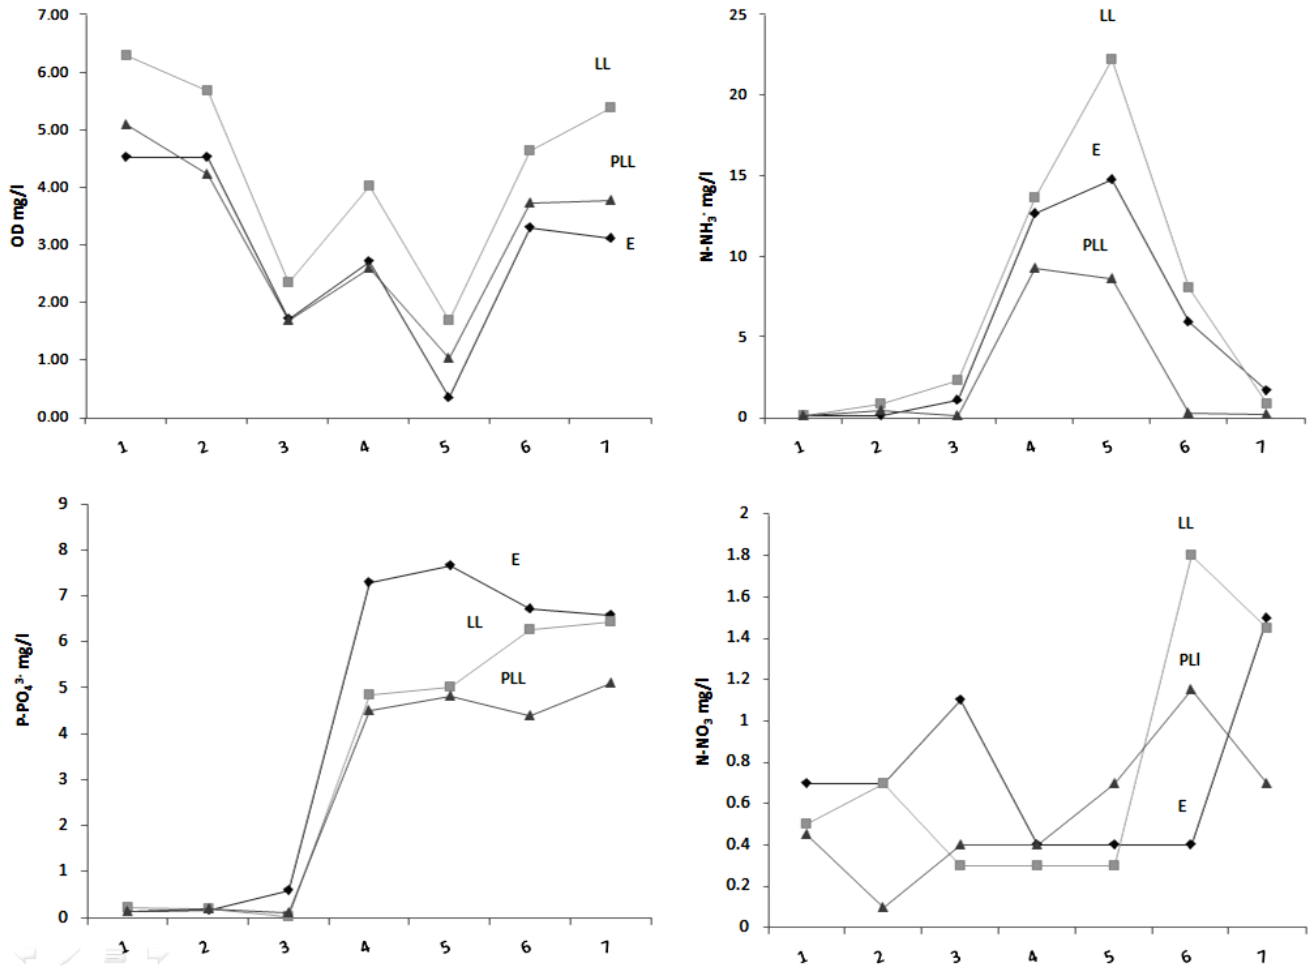 7.00
6.00
5.00
4.00
3.00
2.00
1.00
0.00
OD mg/l
LL
PLL
E
1 2 3 4 5 6 7
25
20
15
10
5
0
N-NH₃⁻ mg/l
LL
E
PLL
1 2 3 4 5 6 7
9
8
7
6
5
4
3
2
1
0
P-PO₄³⁻ mg/l
E
LL
PLL
1 2 3 4 5 6 7
2
1.8
1.6
1.4
1.2
1
0.8
0.6
0.4
0.2
0
N-NO₃ mg/l
LL
PLl
E
1 2 3 4 5 6 7